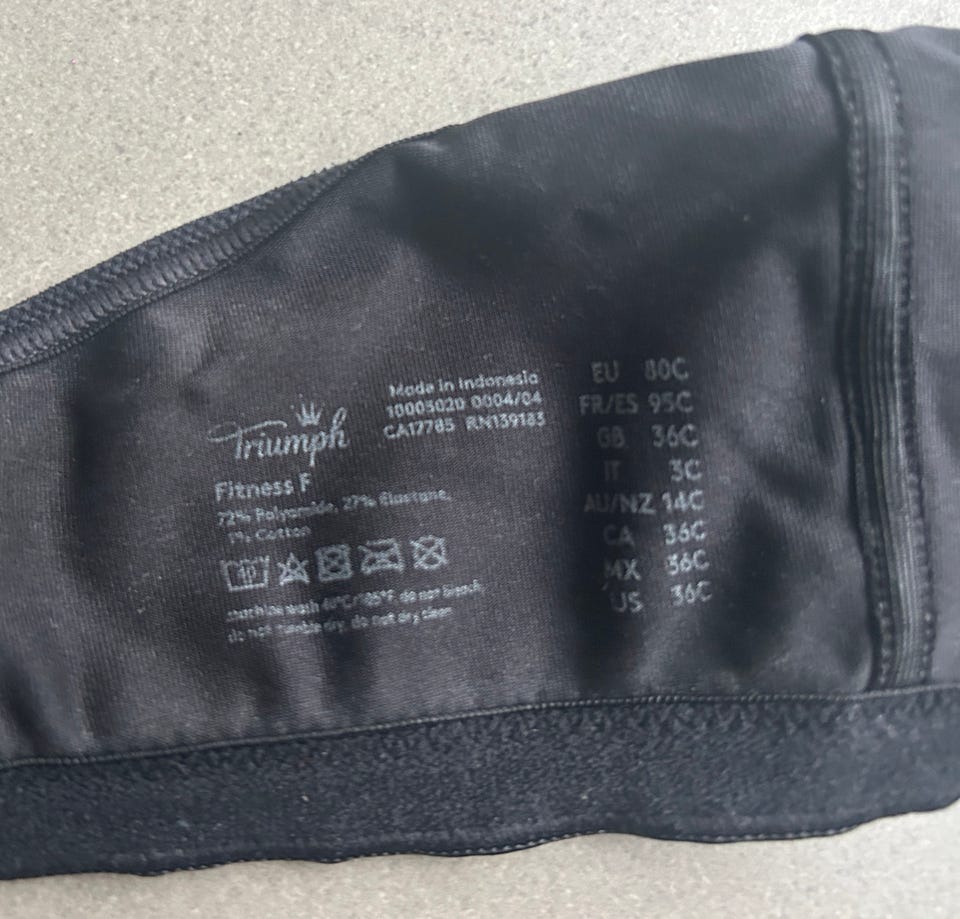 Triumph
Fitness F
72% Polyamide, 27% Elastane,
1% Cotton
machine wash 40°C/105°F, do not bleach,
do not tumble dry, do not dry clean
Made in Indonesia
10005020 0004/04
CA17785 RN139183
EU 80C
FR/ES 95C
GB 36C
IT 3C
AU/NZ 14C
CA 36C
MX 36C
US 36C